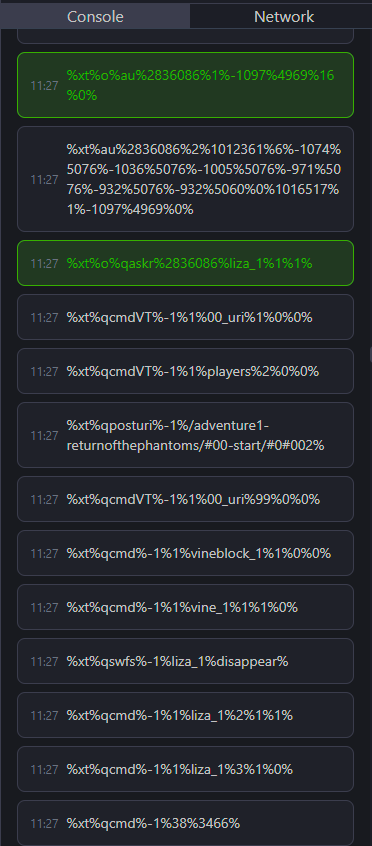 Console
Network
11:27
%xt%o%au%2836086%1%-1097%4969%16
%0%
11:27
%xt%au%2836086%2%1012361%6%-1074%
5076%-1036%5076%-1005%5076%-971%50
76%-932%5076%-932%5060%0%1016517%
1%-1097%4969%0%
11:27
%xt%o%qaskr%2836086%liza_1%1%1%
11:27
%xt%qcmdVT%-1%1%00_uri%1%0%0%
11:27
%xt%qcmdVT%-1%1%players%2%0%0%
11:27
%xt%qposturi%-1%/adventure1-
returnofthephantoms/#00-start/#0#002%
11:27
%xt%qcmdVT%-1%1%00_uri%99%0%0%
11:27
%xt%qcmd%-1%1%vineblock_1%1%0%0%
11:27
%xt%qcmd%-1%1%vine_1%1%1%0%
11:27
%xt%qswfs%-1%liza_1%disappear%
11:27
%xt%qcmd%-1%1%liza_1%2%1%1%
11:27
%xt%qcmd%-1%1%liza_1%3%1%0%
11:27
%xt%qcmd%-1%38%3466%